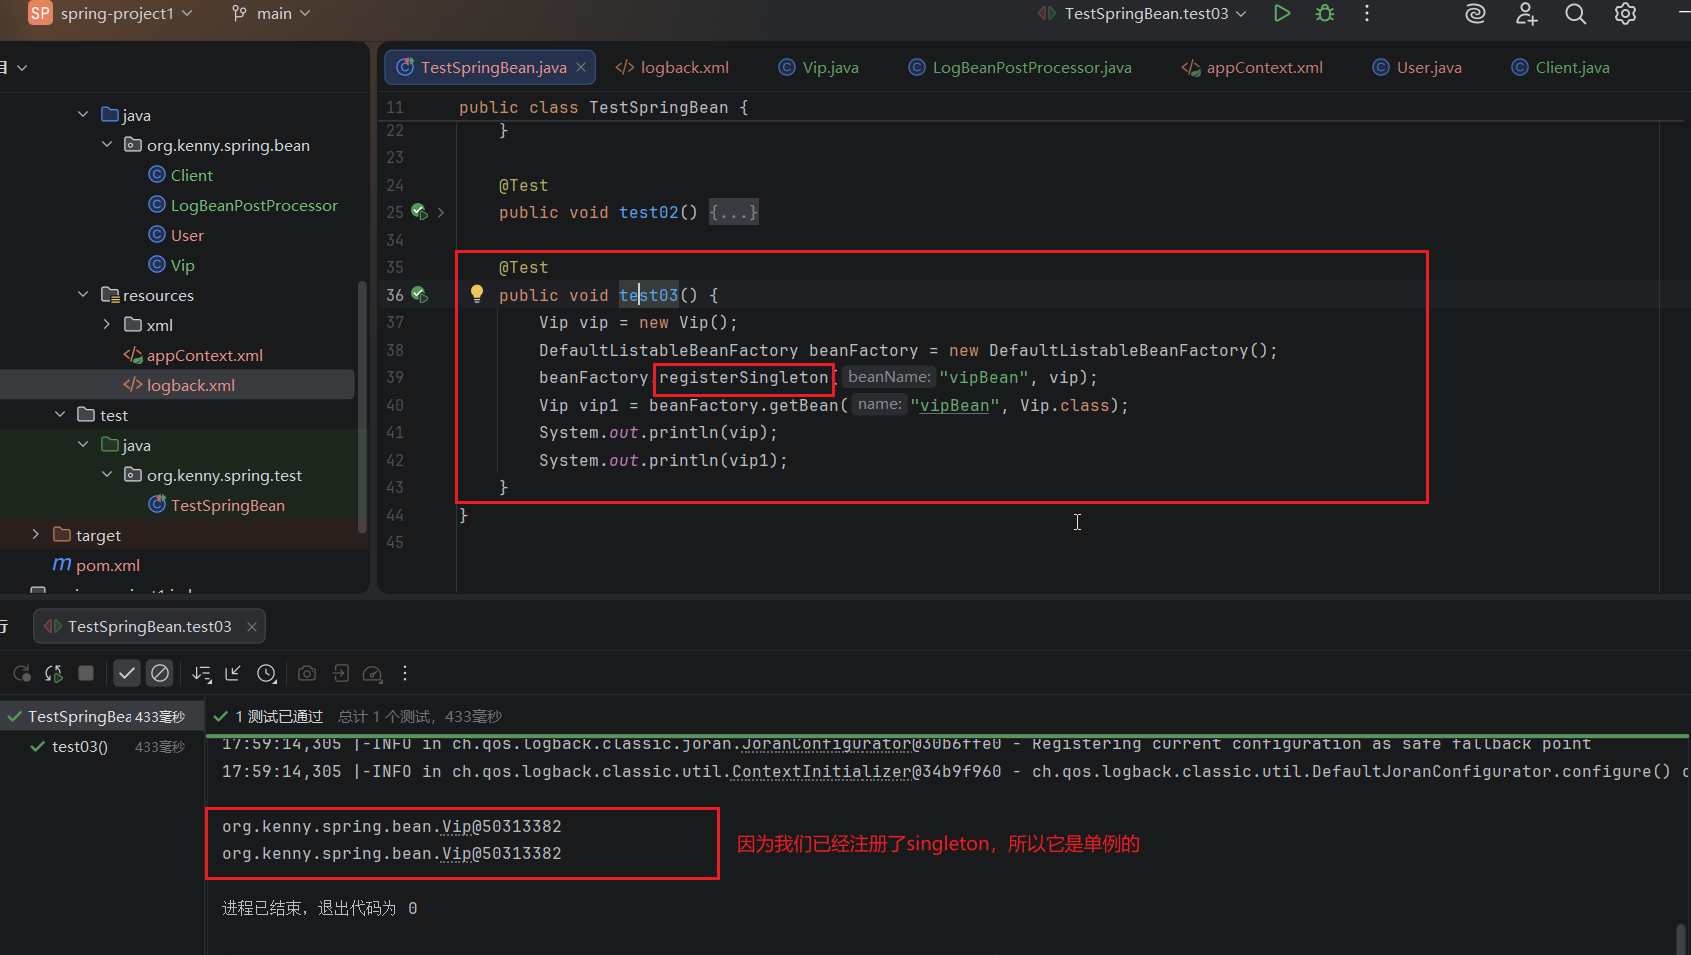 SP spring-project1 main TestSpringBean.test03
目
TestSpringBean.java logback.xml Vip.java LogBeanPostProcessor.java appContext.xml User.java Client.java
java
org.kenny.spring.bean
Client
LogBeanPostProcessor
User
Vip
resources
xml
appContext.xml
logback.xml
test
java
org.kenny.spring.test
TestSpringBean
target
m pom.xml
11 public class TestSpringBean {
22 }
23
24 @Test
25 public void test02() {...}
34
35 @Test
36 public void test03() {
37 Vip vip = new Vip();
38 DefaultListableBeanFactory beanFactory = new DefaultListableBeanFactory();
39 beanFactory.registerSingleton( beanName: "vipBean", vip);
40 Vip vip1 = beanFactory.getBean( name: "vipBean", Vip.class);
41 System.out.println(vip);
42 System.out.println(vip1);
43 }
44 }
45
行 TestSpringBean.test03
TestSpringBea 433毫秒
test03() 433毫秒
1 测试已通过 总计 1 个测试, 433毫秒
17:59:14,305 |-INFO in ch.qos.logback.classic.joran.JoranConfigurator@30b6ffe0 - Registering current configuration as safe fallback point
17:59:14,305 |-INFO in ch.qos.logback.classic.util.ContextInitializer@34b9f960 - ch.qos.logback.classic.util.DefaultJoranConfigurator.configure()
org.kenny.spring.bean.Vip@50313382
org.kenny.spring.bean.Vip@50313382
因为我们已经注册了singleton，所以它是单例的
进程已结束，退出代码为 0